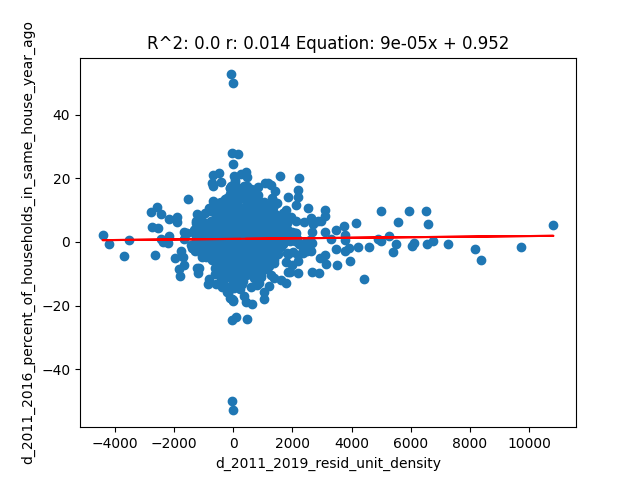 R^2: 0.0 r: 0.014 Equation: 9e-05x + 0.952
d_2011_2016_percent_of_households_in_same_house_year_ago
40
20
0
−20
−40
−4000 −2000 0 2000 4000 6000 8000 10000
d_2011_2019_resid_unit_density